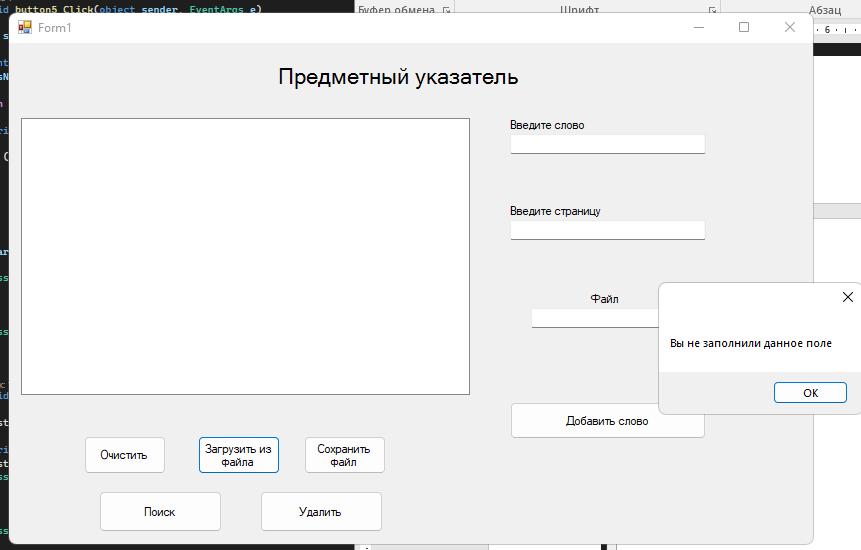 button5_Click(object sender, EventArgs e)
Буфер обмена
Шрифт
Абзац
Form1
6
Предметный указатель
Введите слово
Введите страницу
Файл
Вы не заполнили данное поле
OK
Добавить слово
Очистить
Загрузить из
файла
Сохранить
файл
Поиск
Удалить